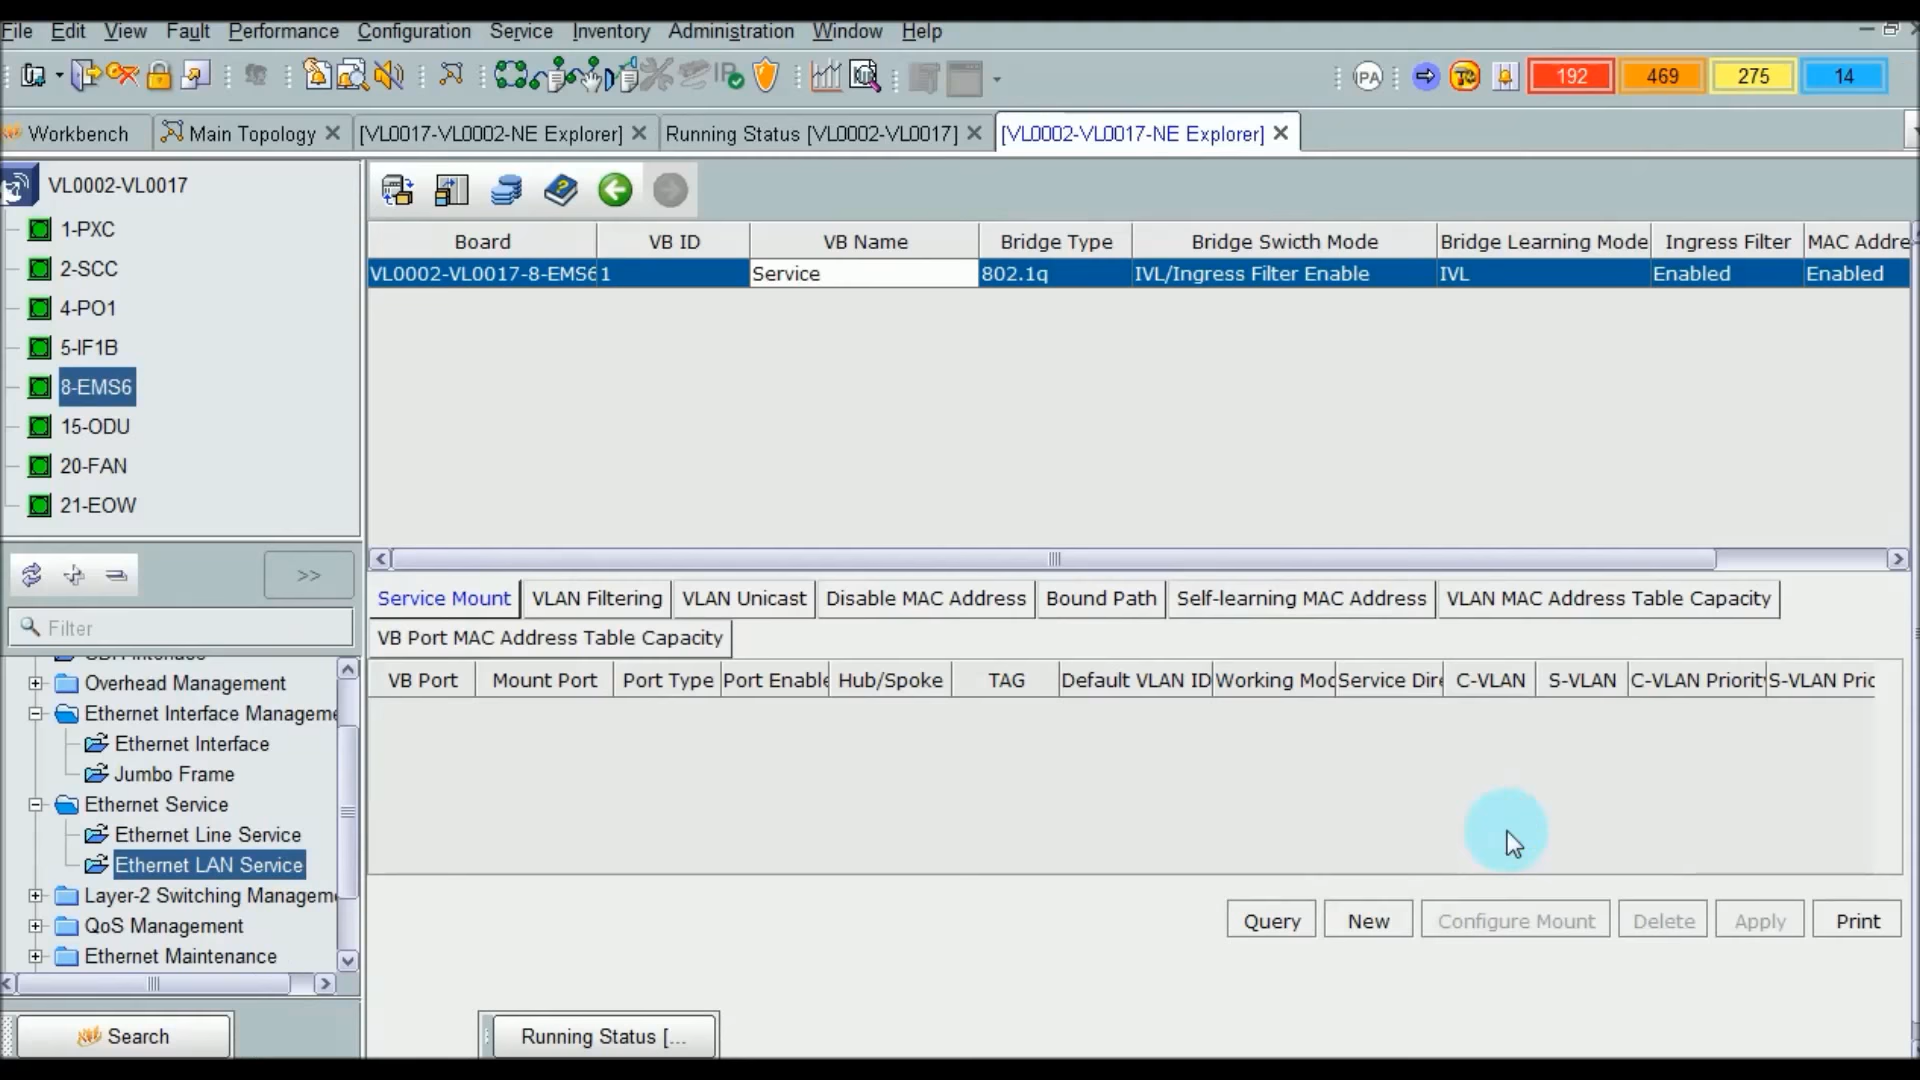 File Edit View Fault Performance Configuration Service Inventory Administration Window Help
IPA 192 469 275 14
Workbench Main Topology [VL0017-VL0002-NE Explorer] Running Status [VL0002-VL0017] [VL0002-VL0017-NE Explorer]
VL0002-VL0017
1-PXC
2-SCC
4-PO1
5-IF1B
8-EMS6
15-ODU
20-FAN
21-EOW
>>
Filter
Overhead Management
Ethernet Interface Manageme
Ethernet Interface
Jumbo Frame
Ethernet Service
Ethernet Line Service
Ethernet LAN Service
Layer-2 Switching Managem
QoS Management
Ethernet Maintenance
Search
Board VB ID VB Name Bridge Type Bridge Swicth Mode Bridge Learning Mode Ingress Filter MAC Addre
VL0002-VL0017-8-EMS6 1 Service 802.1q IVL/Ingress Filter Enable IVL Enabled Enabled
Service Mount VLAN Filtering VLAN Unicast Disable MAC Address Bound Path Self-learning MAC Address VLAN MAC Address Table Capacity
VB Port MAC Address Table Capacity
VB Port Mount Port Port Type Port Enable Hub/Spoke TAG Default VLAN ID Working Moc Service Dire C-VLAN S-VLAN C-VLAN Priorit S-VLAN Pric
Query New Configure Mount Delete Apply Print
Running Status [...